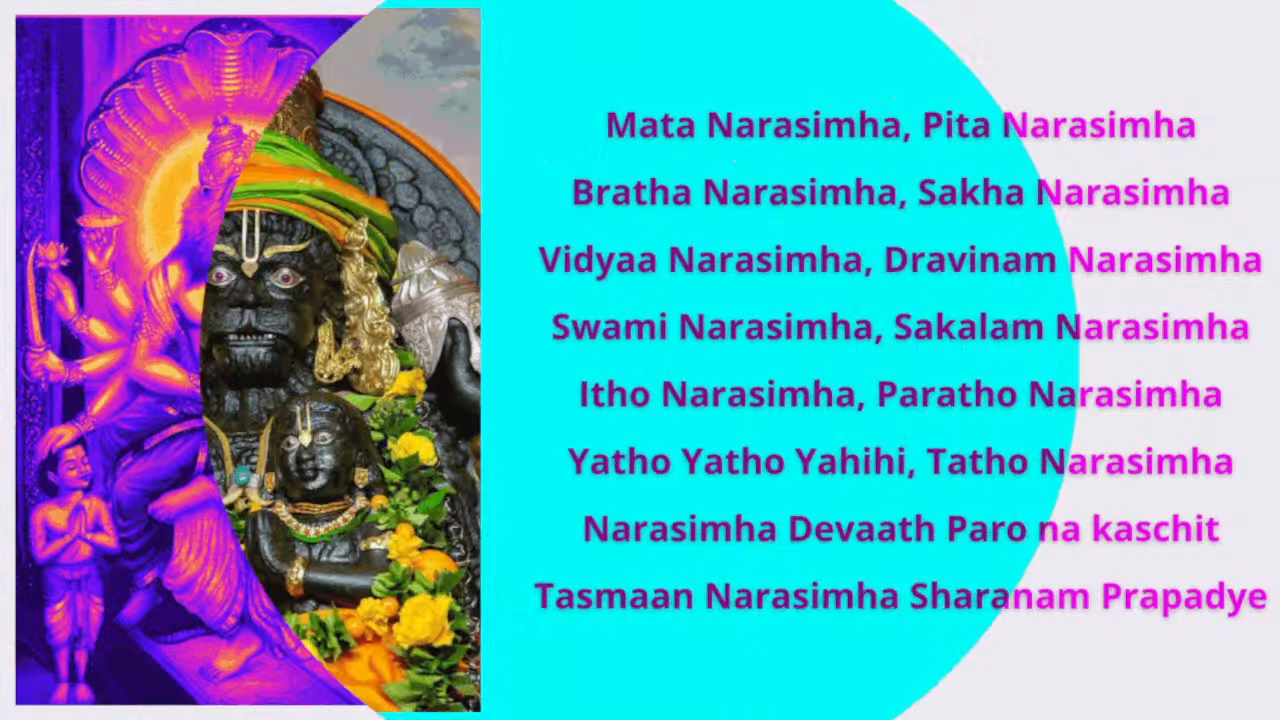 Mata Narasimha, Pita Narasimha
Bratha Narasimha, Sakha Narasimha
Vidyaa Narasimha, Dravinam Narasimha
Swami Narasimha, Sakalam Narasimha
Itho Narasimha, Paratho Narasimha
Yatho Yatho Yahihi, Tatho Narasimha
Narasimha Devaath Paro na kaschit
Tasmaan Narasimha Sharanam Prapadye